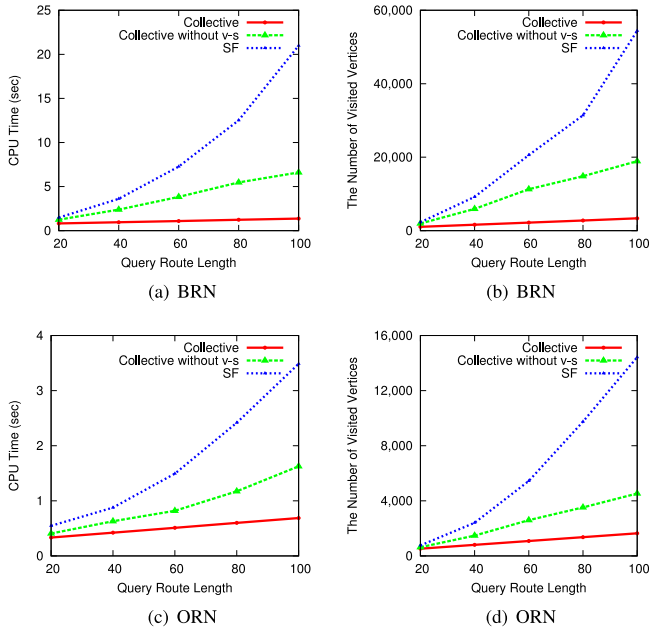 Collective
Collective without v-s
SF
CPU Time (sec)
25
20
15
10
5
0
20 40 60 80 100
Query Route Length
(a) BRN
Collective
Collective without v-s
SF
The Number of Visited Vertices
60,000
40,000
20,000
0
20 40 60 80 100
Query Route Length
(b) BRN
Collective
Collective without v-s
SF
CPU Time (sec)
4
3
2
1
0
20 40 60 80 100
Query Route Length
(c) ORN
Collective
Collective without v-s
SF
The Number of Visited Vertices
16,000
12,000
8,000
4,000
0
20 40 60 80 100
Query Route Length
(d) ORN